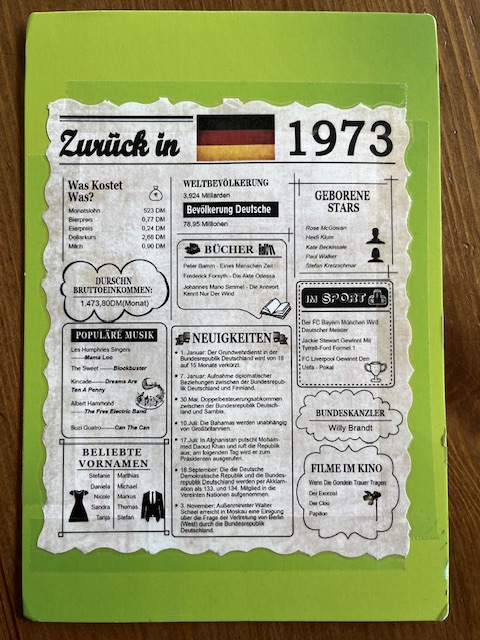 Zurück in 1973
Was Kostet
Was?
Monatslohn 523 DM
Bierpreis 0,77 DM
Eierpreis 0,24 DM
Dollarkurs 2,68 DM
Milch 0,90 DM
DURSCHN
BRUTTOEINKOMMEN:
1.473,80DM(Monat)
POPULÄRE MUSIK
Les Humphries Singers
----Mama Loo
The Sweet ----Blockbuster
Kincade-----Dreams Are
Ten A Penny
Albert Hammond
----The Free Electric Band
Suzi Quatro-----Can The Can
BELIEBTE
VORNAMEN
Stefanie Matthias
Daniela Michael
Nicole Markus
Sandra Thomas
Tanja Stefan
WELTBEVÖLKERUNG
3,924 Milliarden
Bevölkerung Deutsche
78,95 Millionen
BÜCHER
Peter Bamm - Eines Menschen Zeit
Frederick Forsyth - Die Akte Odessa
Johannes Mario Simmel - Die Antwort
Kennt Nur Der Wind
NEUIGKEITEN
1. Januar: Der Grundwehrdienst in der
Bundesrepublik Deutschland wird von 18
auf 15 Monate verkürzt.
7. Januar: Aufnahme diplomatischer
Beziehungen zwischen der Bundesrepub-
lik Deutschland und Finnland.
30.Mai: Doppelbesteuerungsabkommen
zwischen der Bundesrepublik Deutsch-
land und Sambia.
10.Juli: Die Bahamas werden unabhängig
von Großbritannien.
17.Juli: In Afghanistan putscht Moham-
med Daoud Khan und ruft die Republik
aus; am folgenden Tag wird er zum
Präsidenten ausgerufen.
18.September: Die die Deutsche
Demokratische Republik und die Bundes-
republik Deutschland werden per Akklam-
ation als 133. und 134. Mitglied in die
Vereinten Nationen aufgenommen.
3. November: Außenminister Walter
Scheel erreicht in Moskau eine Einigung
über die Frage der Vertretung von Berlin
(West) durch die Bundesrepublik
Deutschland.
GEBORENE
STARS
Rose McGowan
Heidi Klum
Kate Beckinsale
Paul Walker
Stefan Kretzschmar
IM SPORT
Der FC Bayern München Wird
Deutscher Meister
Jackie Stewart Gewinnt Mit
Tyrrell-Ford Formel 1
FC Liverpool Gewinnt Den
Uefa - Pokal
BUNDESKANZLER
Willy Brandt
FILME IM KINO
Wenn Die Gondeln Trauer Tragen
Der Exorzist
Der Clou
Papillon